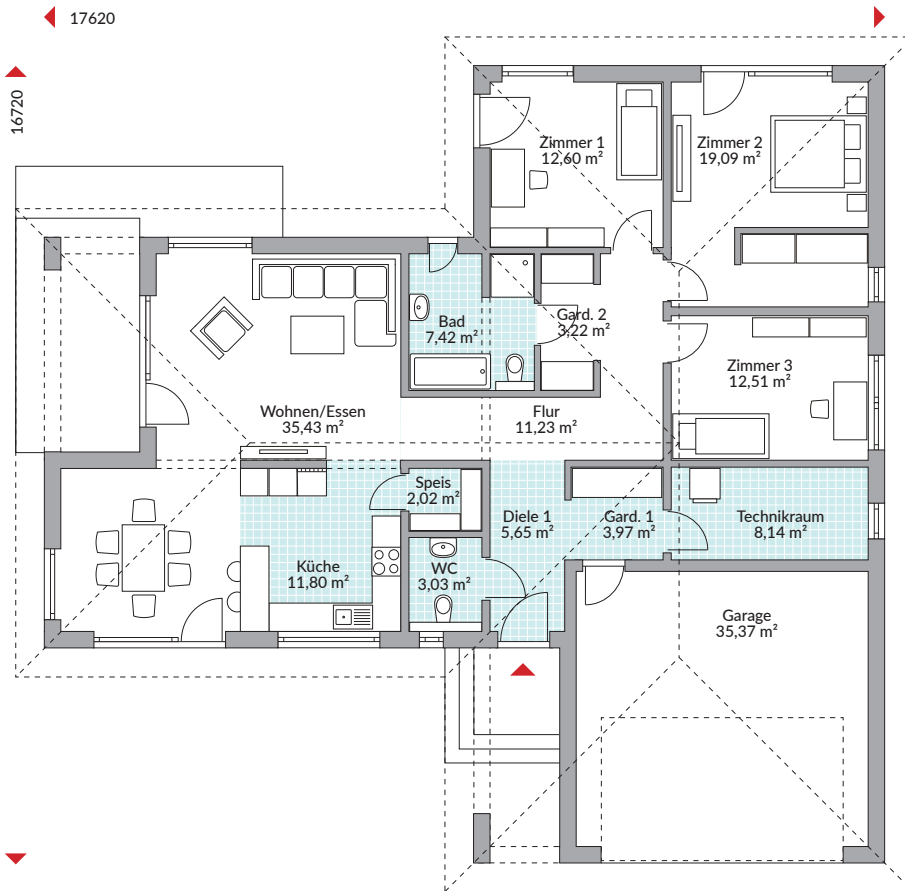 17620
16720
Zimmer 1
12,60 m²
Zimmer 2
19,09 m²
Bad
7,42 m²
Gard. 2
3,22 m²
Zimmer 3
12,51 m²
Wohnen/Essen
35,43 m²
Flur
11,23 m²
Speis
2,02 m²
Diele 1
5,65 m²
Gard. 1
3,97 m²
Technikraum
8,14 m²
Küche
11,80 m²
WC
3,03 m²
Garage
35,37 m²